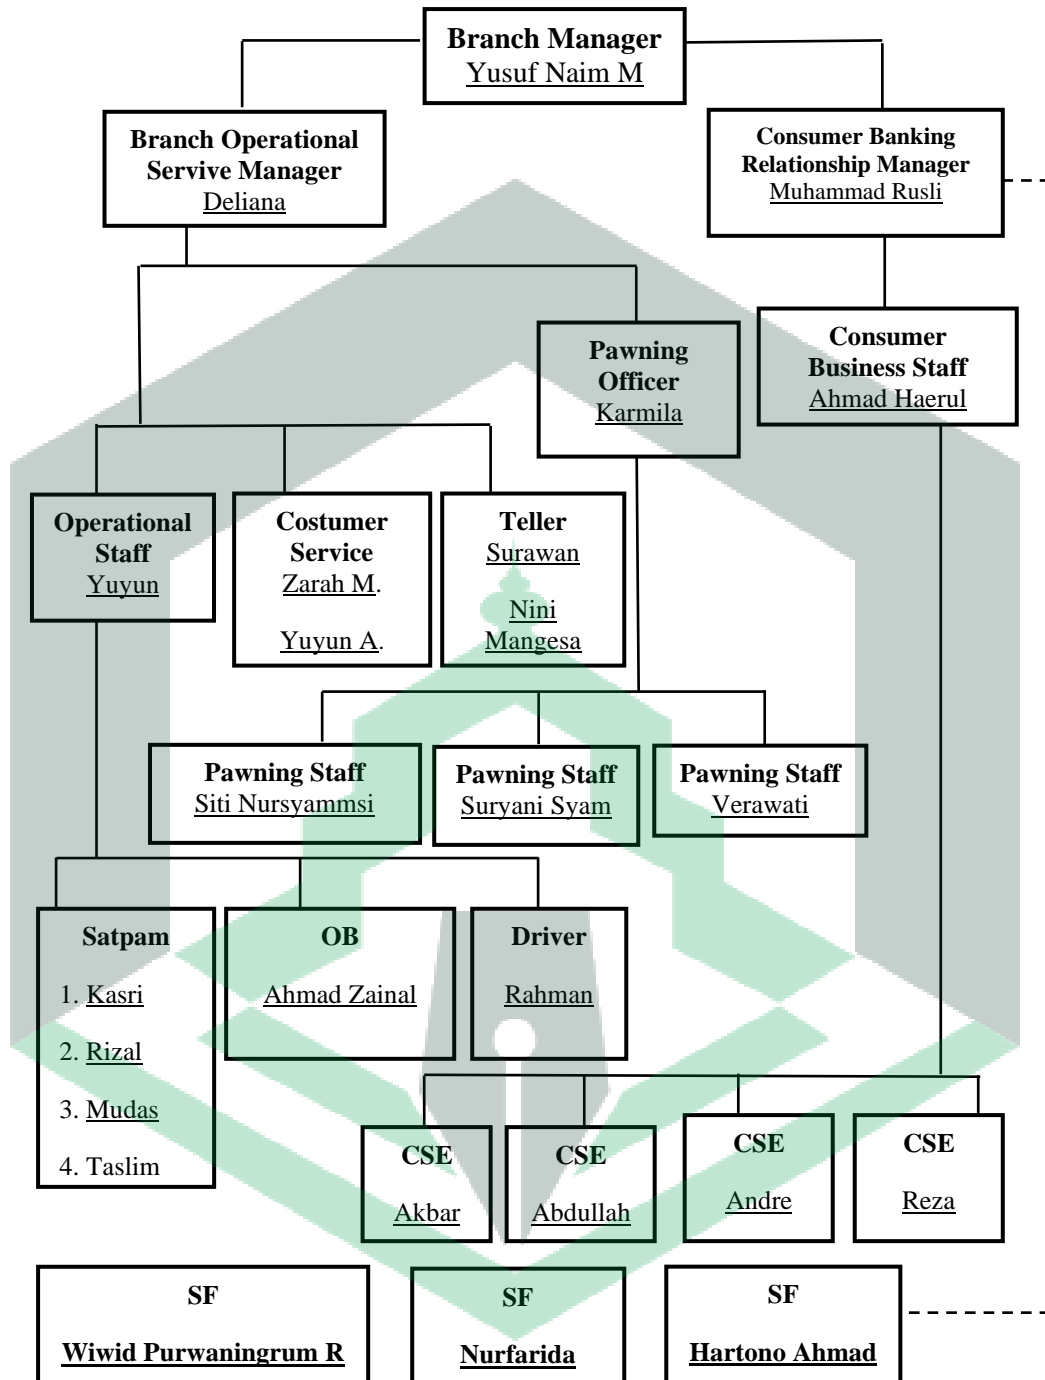 Branch Manager
Yusuf Naim M
Branch Operational
Servive Manager
Deliana
Consumer Banking
Relationship Manager
Muhammad Rusli
Pawning
Officer
Karmila
Consumer
Business Staff
Ahmad Haerul
Operational
Staff
Yuyun
Costumer
Service
Zarah M.
Yuyun A.
Teller
Surawan
Nini
Mangesa
Pawning Staff
Siti Nursyammsi
Pawning Staff
Suryani Syam
Pawning Staff
Verawati
Satpam
1. Kasri
2. Rizal
3. Mudas
4. Taslim
OB
Ahmad Zainal
Driver
Rahman
CSE
Akbar
CSE
Abdullah
CSE
Andre
CSE
Reza
SF
Wiwid Purwaningrum R
SF
Nurfarida
SF
Hartono Ahmad